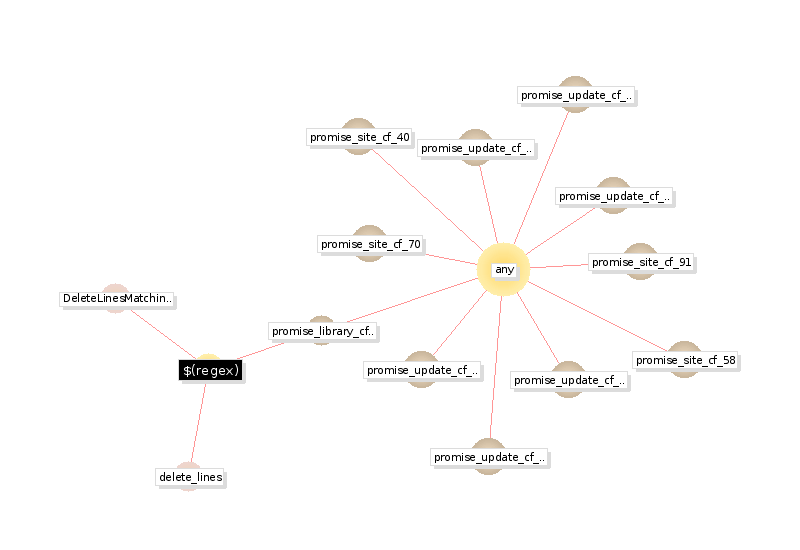 promise_update_cf_..
promise_site_cf_40
promise_update_cf_..
promise_update_cf_..
promise_site_cf_70
promise_site_cf_91
any
DeleteLinesMatchin..
promise_library_cf..
promise_site_cf_58
$(regex)
promise_update_cf_..
promise_update_cf_..
promise_update_cf_..
delete_lines